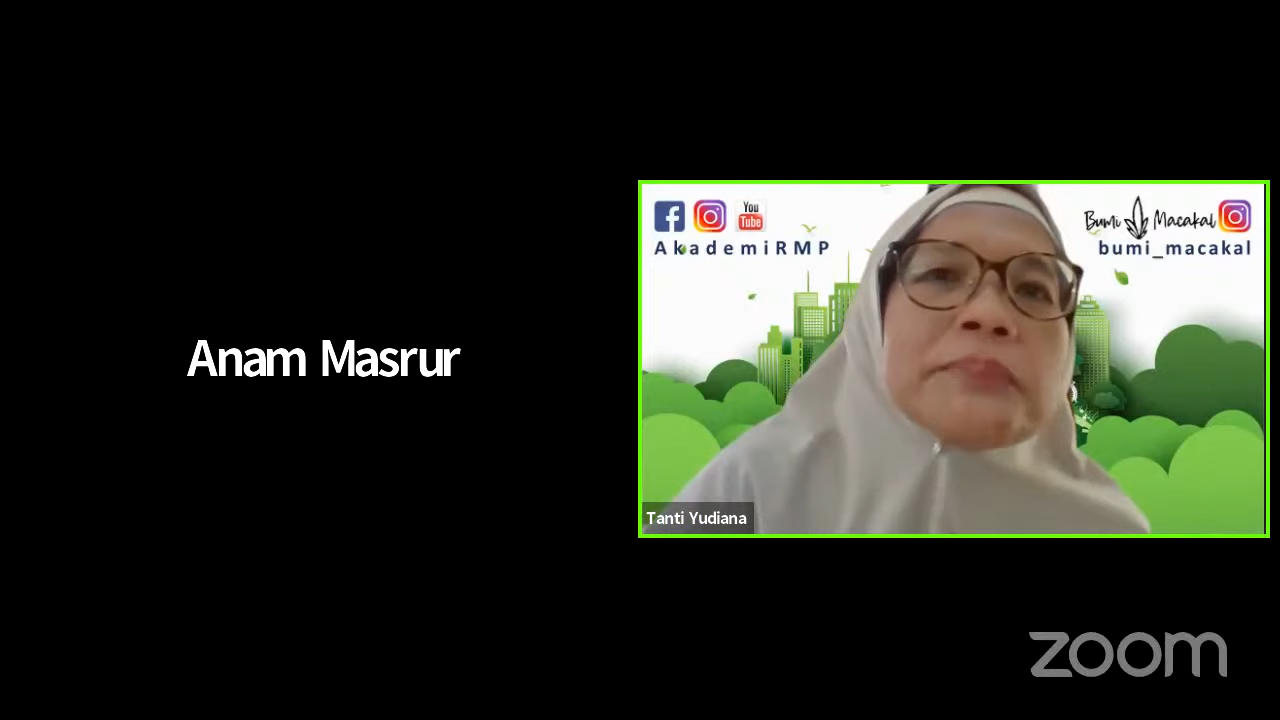 Anam Masrur
You
Tube
AkademiRMP
Bumi Macakal
bumi_macakal
Tanti Yudiana
zoom